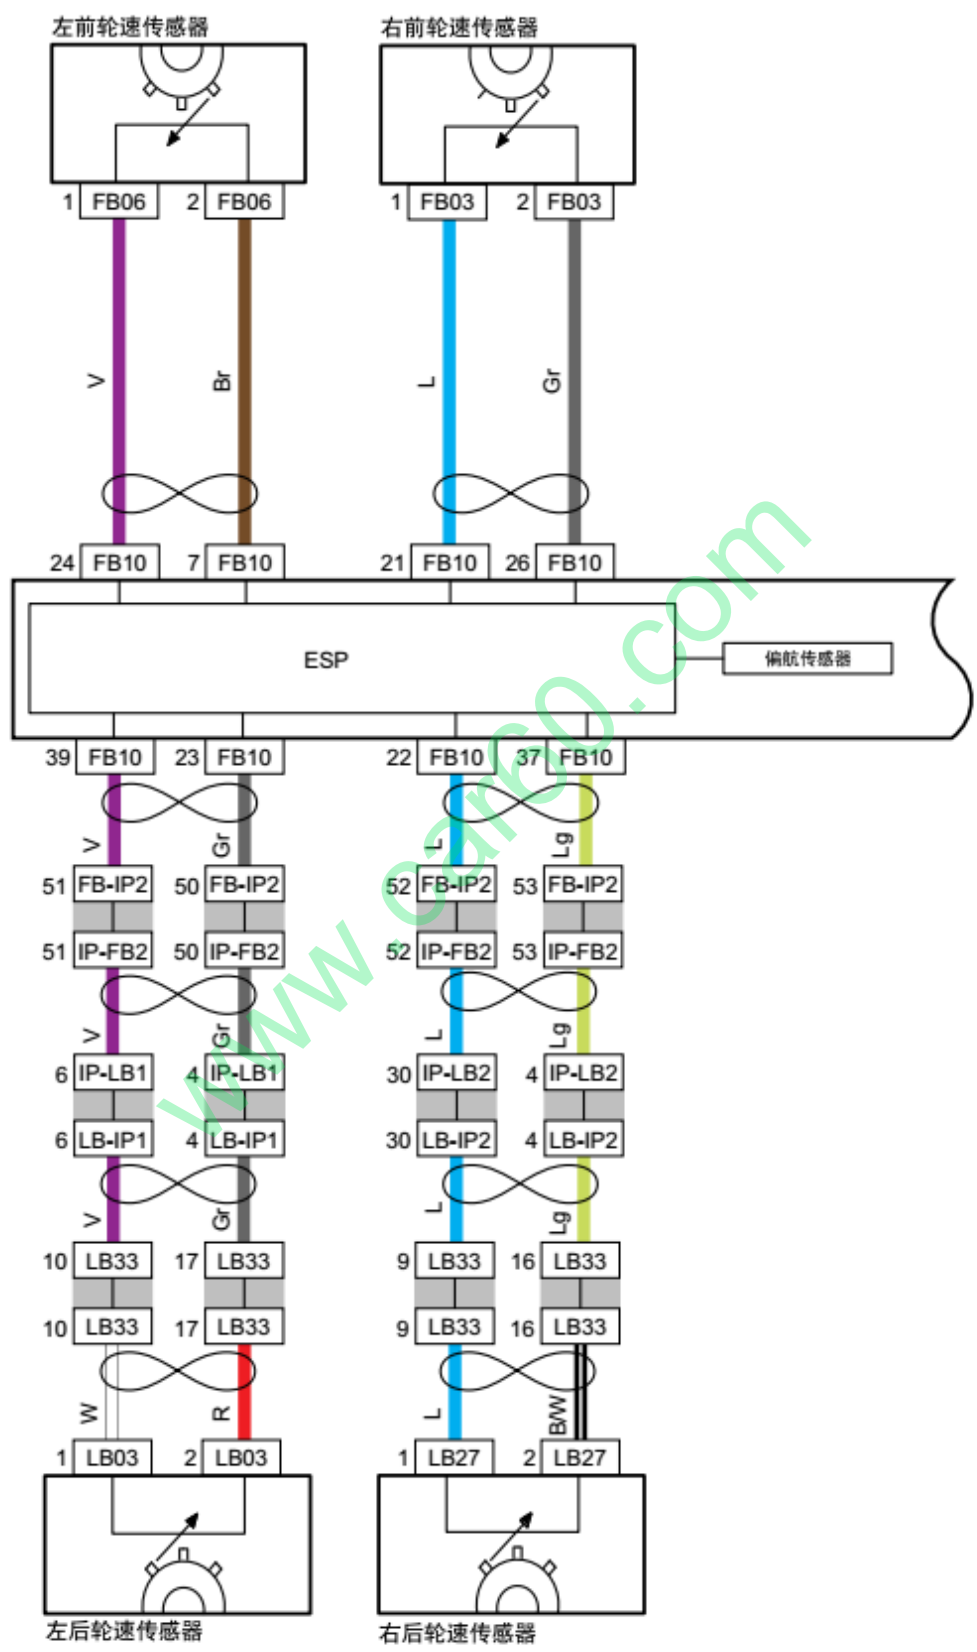 左前轮速传感器 右前轮速传感器
1 FB06 2 FB06 1 FB03 2 FB03
V Br L Gr
24 FB10 7 FB10 21 FB10 26 FB10
ESP 偏航传感器
39 FB10 23 FB10 22 FB10 37 FB10
V Gr L Lg
51 FB-IP2 50 FB-IP2 52 FB-IP2 53 FB-IP2
51 IP-FB2 50 IP-FB2 52 IP-FB2 53 IP-FB2
V Gr L Lg
6 IP-LB1 4 IP-LB1 30 IP-LB2 4 IP-LB2
6 LB-IP1 4 LB-IP1 30 LB-IP2 4 LB-IP2
V Gr L Lg
10 LB33 17 LB33 9 LB33 16 LB33
10 LB33 17 LB33 9 LB33 16 LB33
W R L B/W
1 LB03 2 LB03 1 LB27 2 LB27
左后轮速传感器 右后轮速传感器
www.car60.com